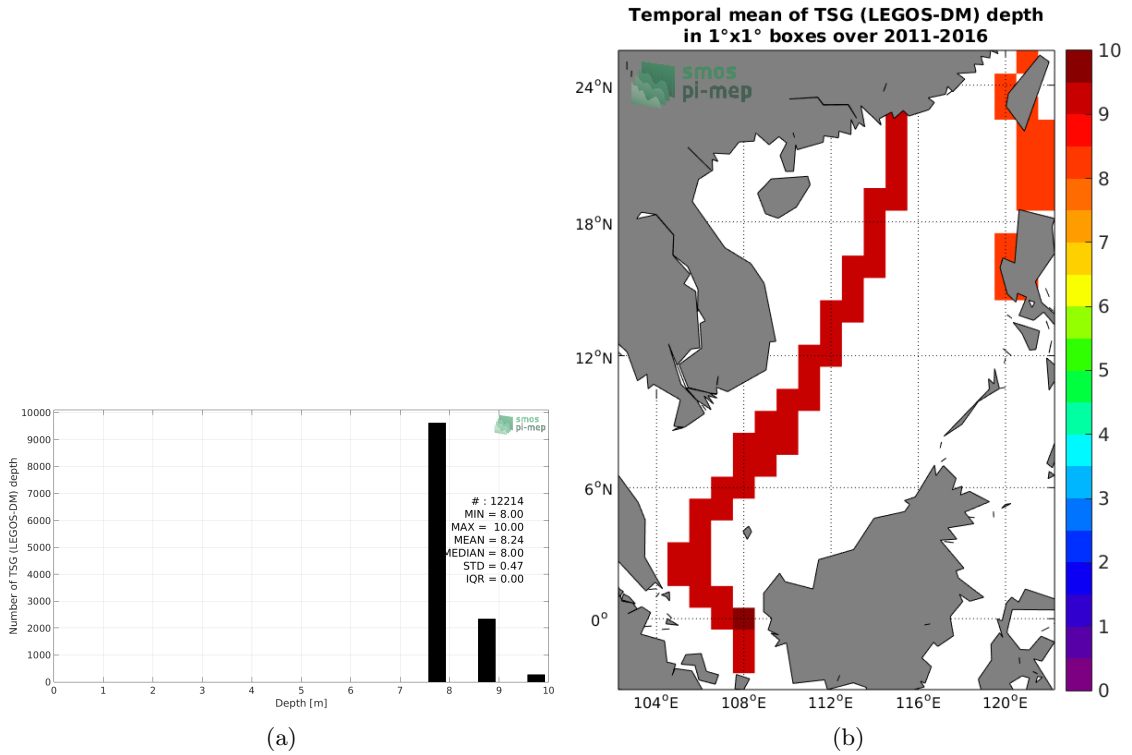 Temporal mean of TSG (LEGOS-DM) depth
in 1°x1° boxes over 2011-2016
smos
pi-mep
24°N
18°N
12°N
6°N
0°
104°E
108°E
112°E
116°E
120°E
10
9
8
7
6
5
4
3
2
1
0
smos
pi-mep
10000
9000
8000
7000
6000
5000
4000
3000
2000
1000
0
Number of TSG (LEGOS-DM) depth
# : 12214
MIN = 8.00
MAX = 10.00
MEAN = 8.24
MEDIAN = 8.00
STD = 0.47
IQR = 0.00
0 1 2 3 4 5 6 7 8 9 10
Depth [m]
(a)
(b)